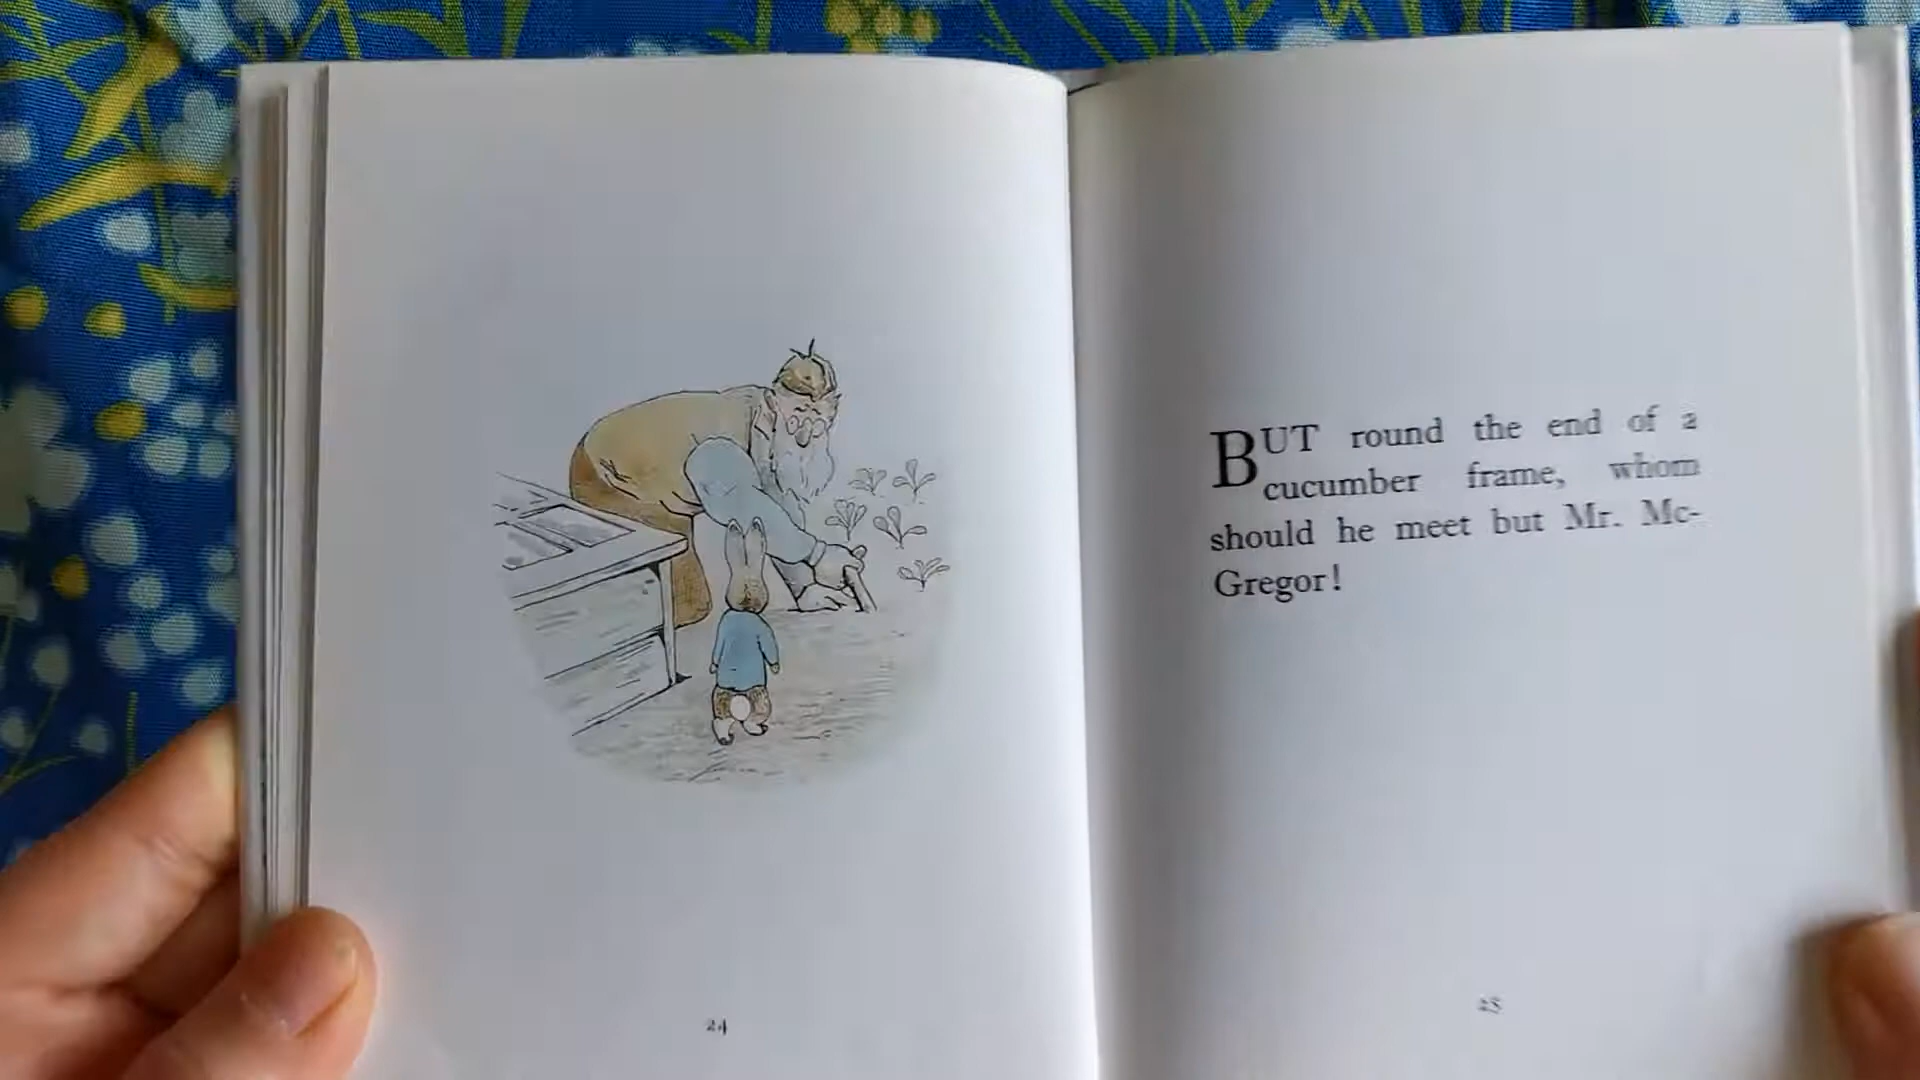 24
BUT round the end of a
cucumber frame, whom
should he meet but Mr. Mc-
Gregor!
25